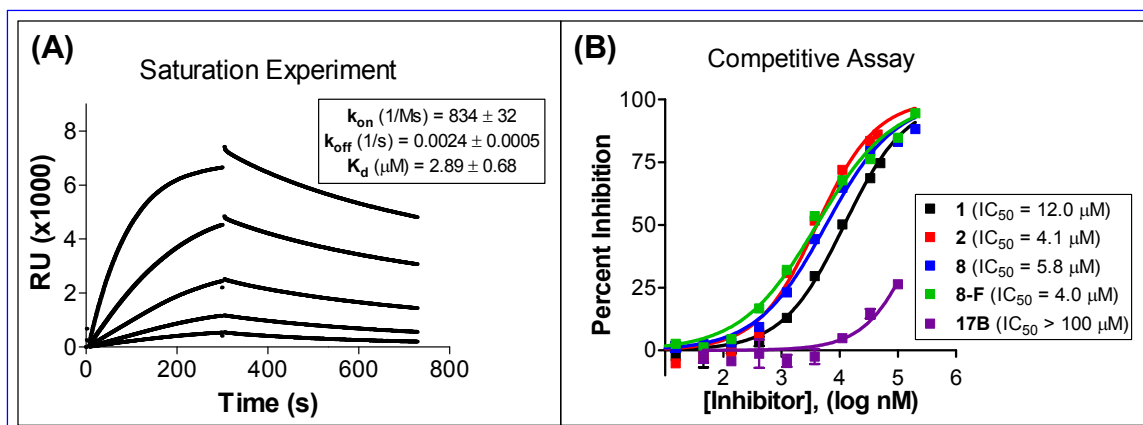 (A)
Saturation Experiment
kon (1/Ms) = 834 ± 32
koff (1/s) = 0.0024 ± 0.0005
Kd (μM) = 2.89 ± 0.68
RU (x1000)
8
6
4
2
0
0 200 400 600 800
Time (s)
(B)
Competitive Assay
Percent Inhibition
100
75
50
25
0
2 3 4 5 6
[Inhibitor], (log nM)
1 (IC50 = 12.0 μM)
2 (IC50 = 4.1 μM)
8 (IC50 = 5.8 μM)
8-F (IC50 = 4.0 μM)
17B (IC50 > 100 μM)